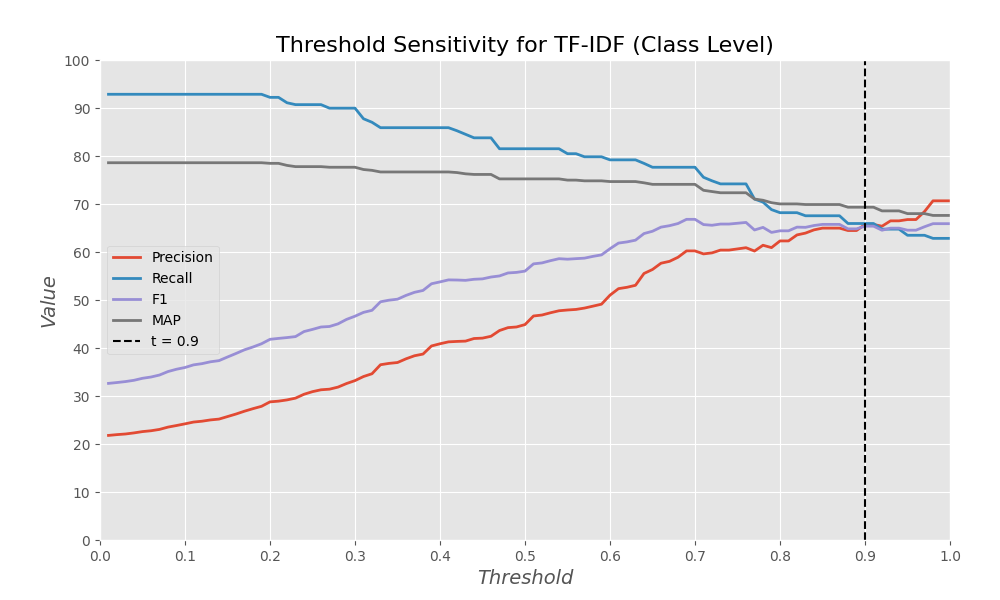 Threshold Sensitivity for TF-IDF (Class Level)
100
90
80
70
60
50
40
30
20
10
0
Value
Precision
Recall
F1
MAP
t = 0.9
0.0 0.1 0.2 0.3 0.4 0.5 0.6 0.7 0.8 0.9 1.0
Threshold